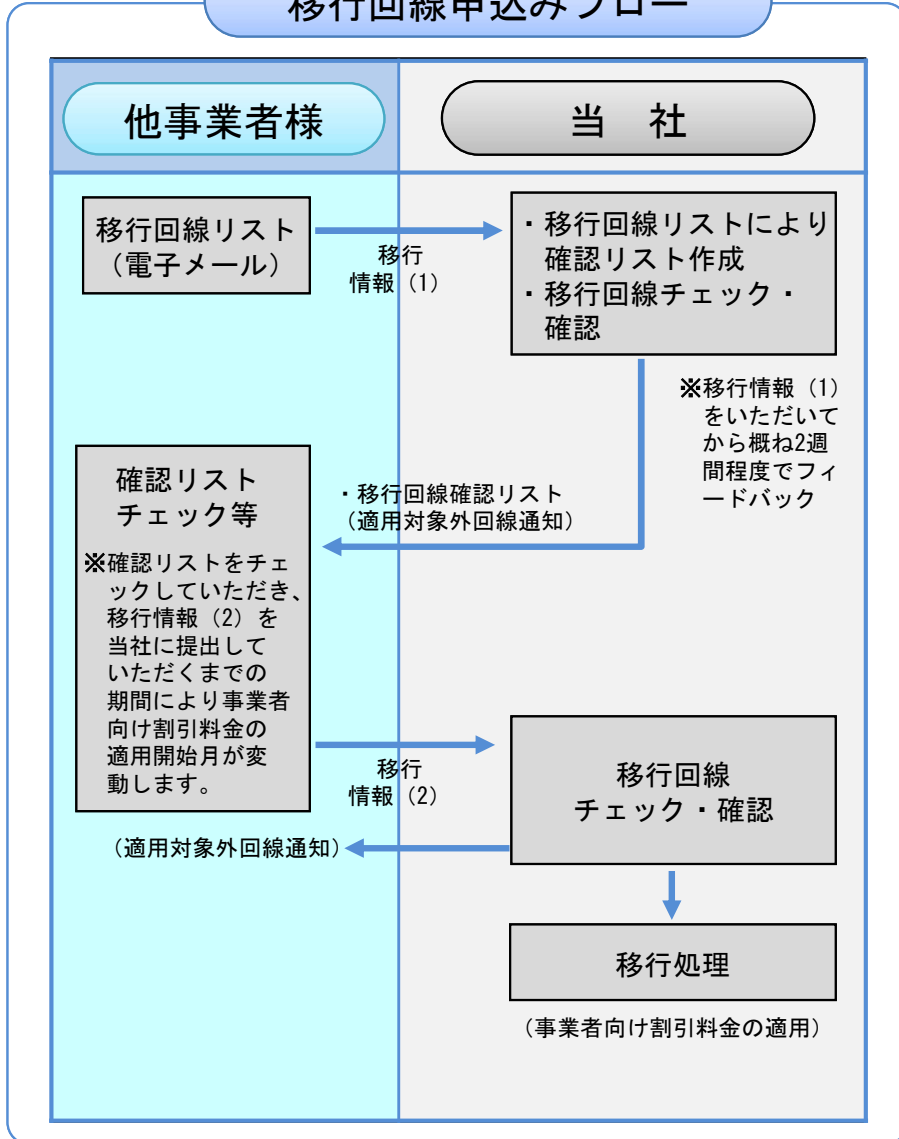 移行回線申込みフロー
他事業者様
当　社
移行回線リスト
（電子メール）
移行
情報（1）
・移行回線リストにより
確認リスト作成
・移行回線チェック・
確認
※移行情報（1）
をいただいて
から概ね2週
間程度でフィ
ードバック
・移行回線確認リスト
（適用対象外回線通知）
確認リスト
チェック等
※確認リストをチェ
ックしていただき、
移行情報（2）を
当社に提出して
いただくまでの
期間により事業者
向け割引料金の
適用開始月が変
動します。
移行
情報（2）
移行回線
チェック・確認
（適用対象外回線通知）
移行処理
（事業者向け割引料金の適用）